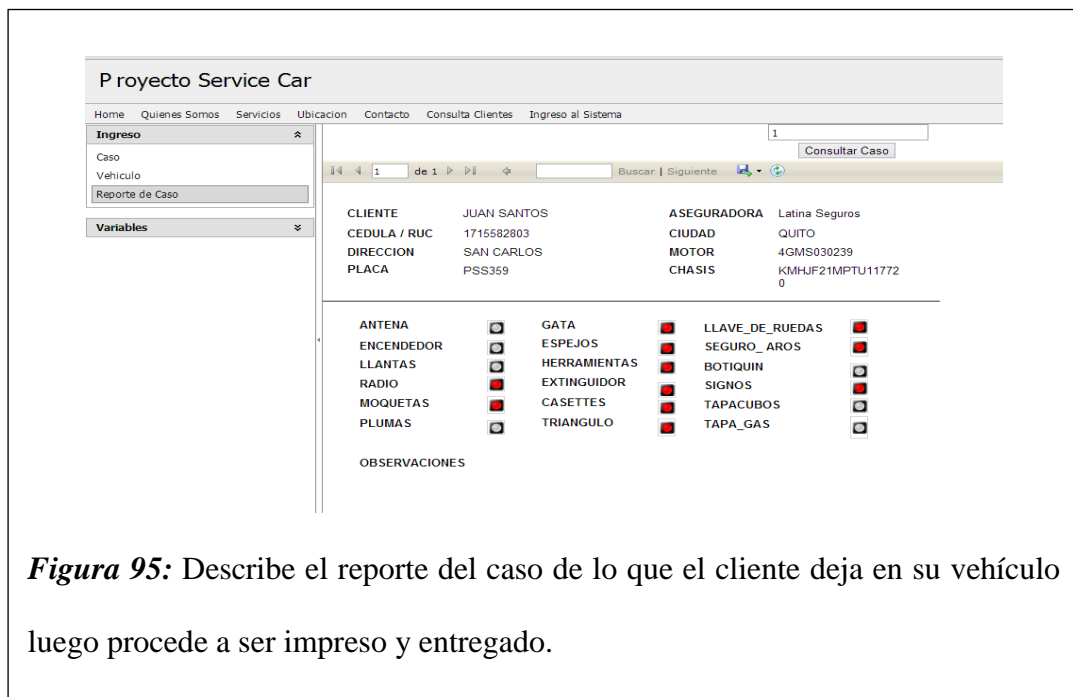 Proyecto Service Car
Home Quienes Somos Servicios Ubicacion Contacto Consulta Clientes Ingreso al Sistema
Ingreso
Caso
Vehiculo
Reporte de Caso
Variables
1
Consultar Caso
1 de 1 Buscar | Siguiente
CLIENTE JUAN SANTOS ASEGURADORA Latina Seguros
CEDULA / RUC 1715582803 CIUDAD QUITO
DIRECCION SAN CARLOS MOTOR 4GMS030239
PLACA PSS359 CHASIS KMHJF21MPTU11772
0
ANTENA GATA LLAVE_DE_RUEDAS
ENCENDEDOR ESPEJOS SEGURO_ AROS
LLANTAS HERRAMIENTAS BOTIQUIN
RADIO EXTINGUIDOR SIGNOS
MOQUETAS CASETTES TAPACUBOS
PLUMAS TRIANGULO TAPA_GAS
OBSERVACIONES
Figura 95: Describe el reporte del caso de lo que el cliente deja en su vehículo
luego procede a ser impreso y entregado.